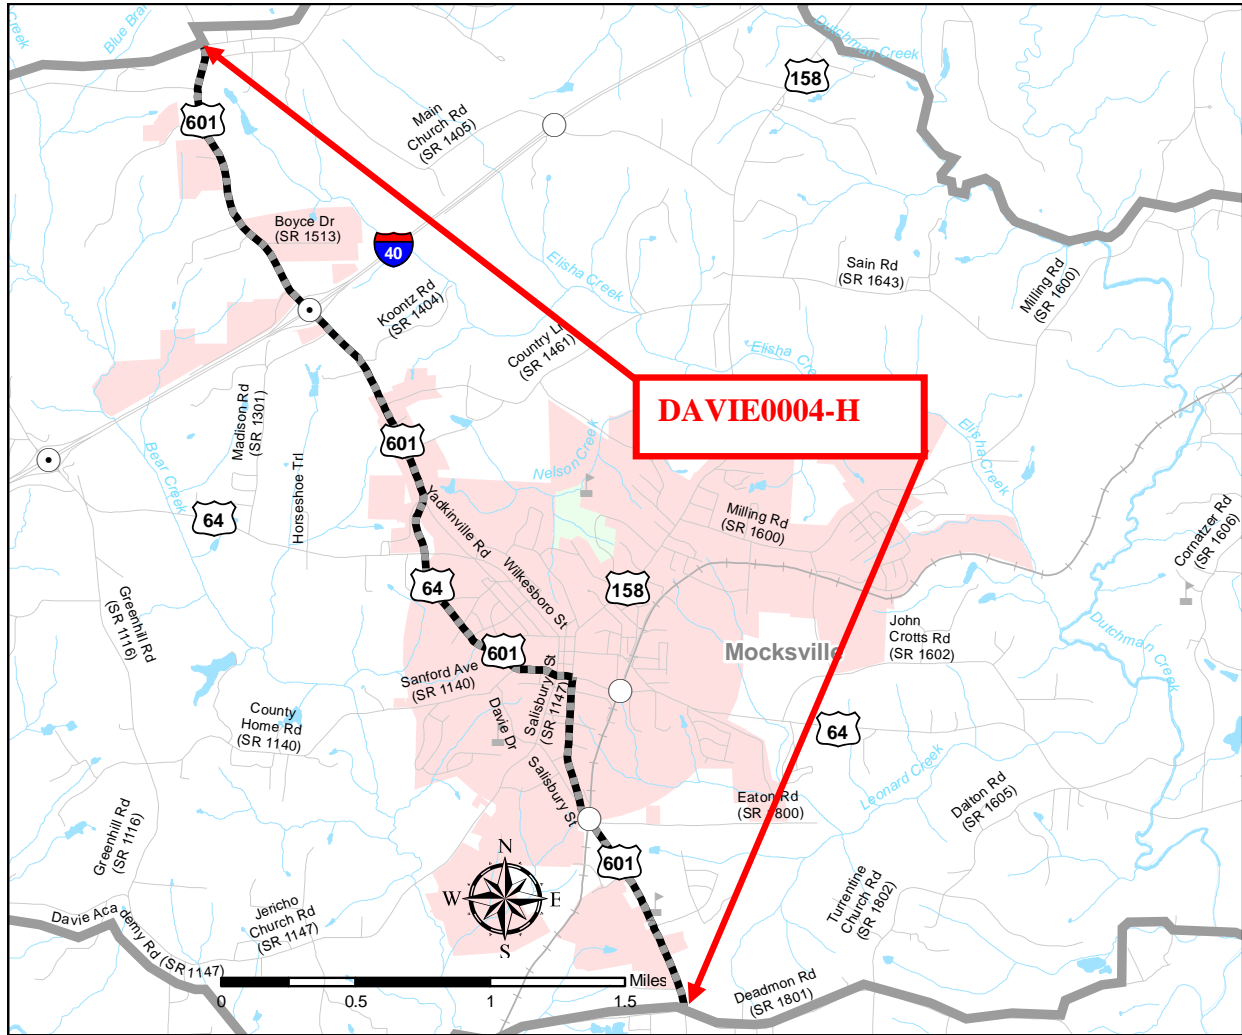 Creek
Blue Bran
Dutchman Creek
158
601
Main
Church Rd
(SR 1405)
Boyce Dr
(SR 1513)
40
Elisha Creek
Sain Rd
(SR 1643)
Milling Rd
(SR 1600)
Koontz Rd
(SR 1404)
Country Ln
(SR 1461)
Elisha Creek
DAVIE0004-H
Madison Rd
(SR 1301)
601
Elisha Creek
Bear Creek
Horseshoe Trl
Nelson Creek
64
Yadkinville Rd
Milling Rd
(SR 1600)
Cornatzer Rd
(SR 1606)
Wilkesboro St
64
158
Greenhill Rd
(SR 1116)
John
Crotts Rd
(SR 1602)
Dutchman Creek
Mocksville
601
Sanford Ave
(SR 1140)
Salisbury St
(SR 1147)
County
Home Rd
(SR 1140)
Davie Dr
64
Leonard Creek
Salisbury St
Eaton Rd
(SR 1800)
Dalton Rd
(SR 1605)
Greenhill Rd
(SR 1116)
601
N
W
E
S
Turrentine
Church Rd
(SR 1802)
Jericho
Church Rd
(SR 1147)
Davie Academy Rd (SR 1147)
Miles
0
0.5
1
1.5
Deadmon Rd
(SR 1801)